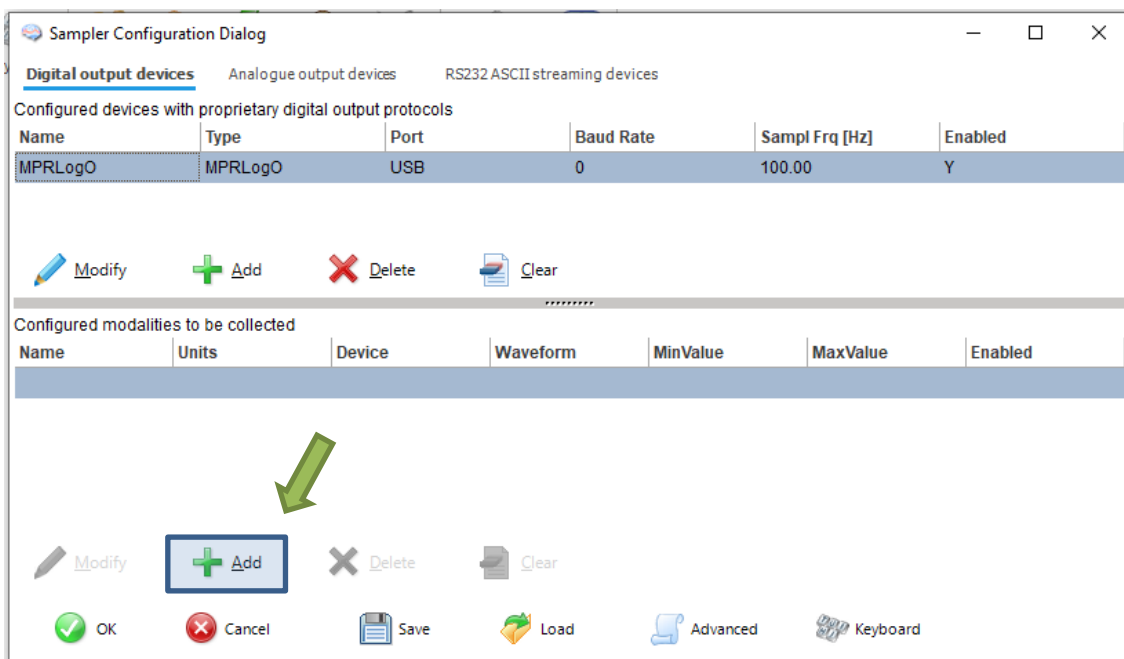 Sampler Configuration Dialog
Digital output devices Analogue output devices RS232 ASCII streaming devices
Configured devices with proprietary digital output protocols
Name Type Port Baud Rate Sampl Frq [Hz] Enabled
MPRLogO MPRLogO USB 0 100.00 Y
Modify Add Delete Clear
Configured modalities to be collected
Name Units Device Waveform MinValue MaxValue Enabled
Modify Add Delete Clear
OK Cancel Save Load Advanced Keyboard